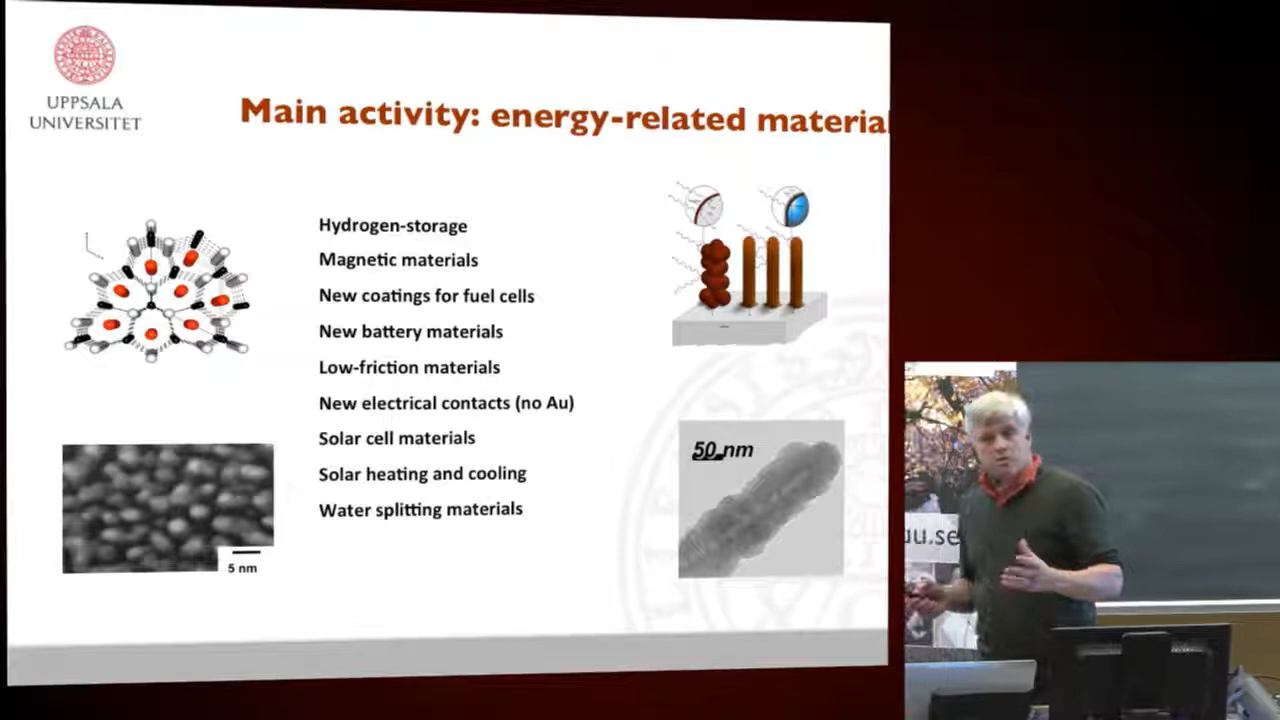 UPPSALA
UNIVERSITET
Main activity: energy-related material
Hydrogen-storage
Magnetic materials
New coatings for fuel cells
New battery materials
Low-friction materials
New electrical contacts (no Au)
Solar cell materials
Solar heating and cooling
Water splitting materials
5 nm
50 nm
uu.se